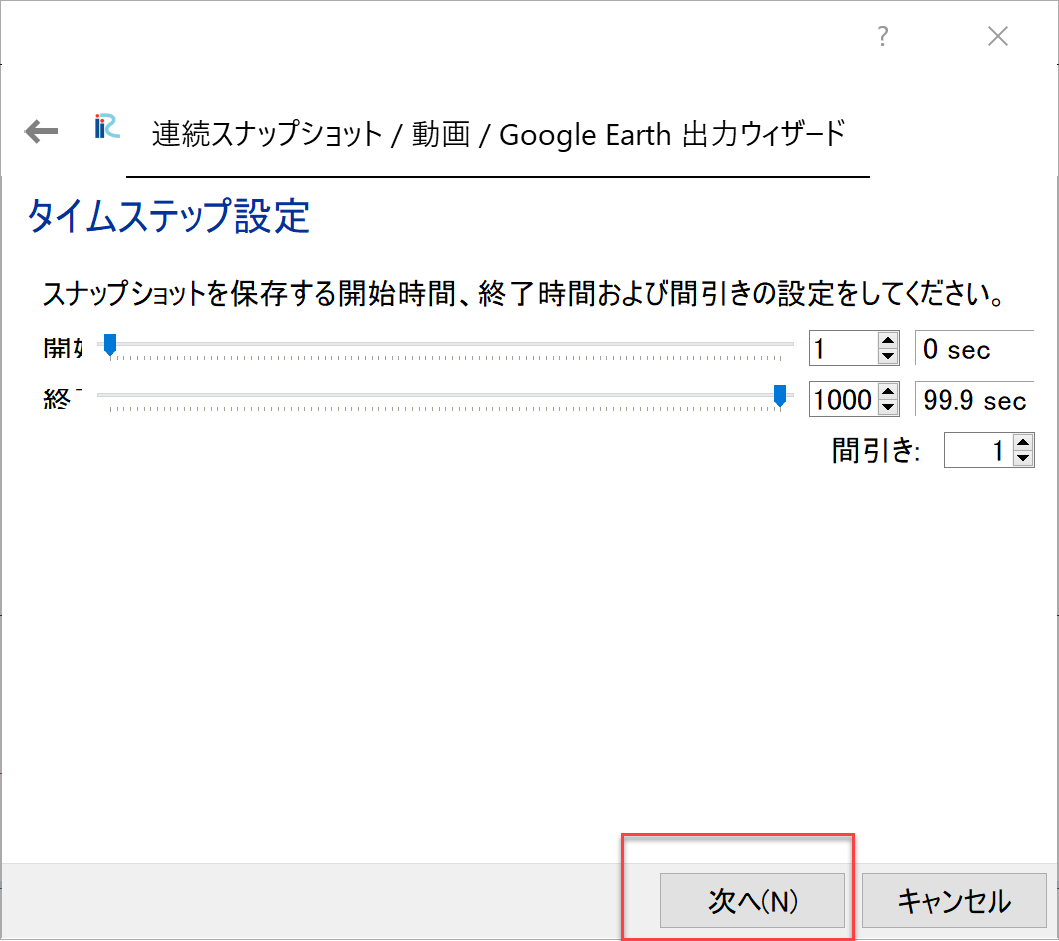 ?
iRC
連続スナップショット / 動画 / Google Earth 出力ウィザード
タイムステップ設定
スナップショットを保存する開始時間、終了時間および間引きの設定をしてください。
開 1 0 sec
終 1000 99.9 sec
間引き: 1
次へ(N) キャンセル